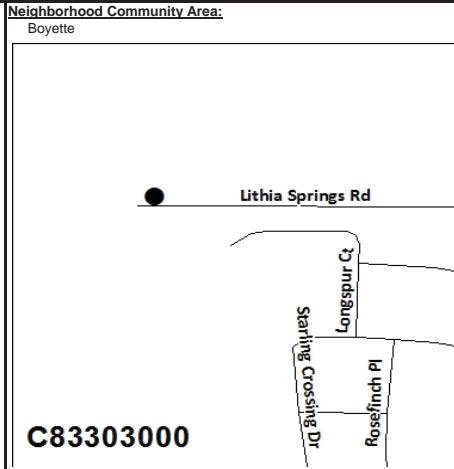 Neighborhood Community Area:
Boyette
Lithia Springs Rd
Longspur Ct
Starling Crossing Dr
Rosefinch Pl
C83303000